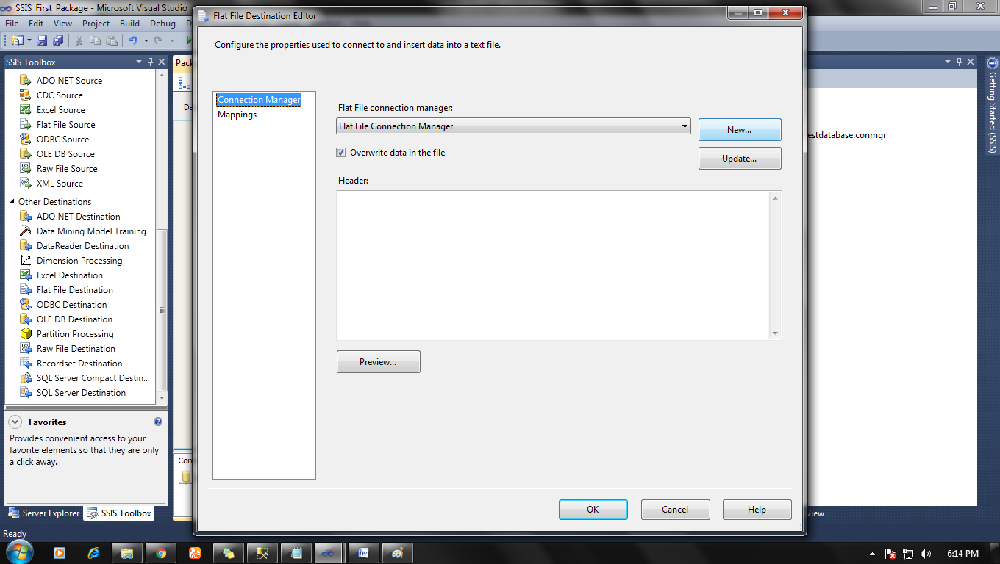 SSIS_First_Package - Microsoft Visual Studio
File Edit View Project Build Debug
SSIS Toolbox
ADO NET Source
CDC Source
Excel Source
Flat File Source
ODBC Source
OLE DB Source
Raw File Source
XML Source
Other Destinations
ADO NET Destination
Data Mining Model Training
DataReader Destination
Dimension Processing
Excel Destination
Flat File Destination
ODBC Destination
OLE DB Destination
Partition Processing
Raw File Destination
Recordset Destination
SQL Server Compact Destin...
SQL Server Destination
Favorites
Provides convenient access to your
favorite elements so that they are only
a click away.
Server Explorer SSIS Toolbox
Ready
Pack
Da
Con
Flat File Destination Editor
Configure the properties used to connect to and insert data into a text file.
Connection Manager
Mappings
Flat File connection manager:
Flat File Connection Manager
New...
Overwrite data in the file
Update...
Header:
Preview...
OK Cancel Help
estdatabase.conmgr
View
Getting Started (SSIS)
6:14 PM